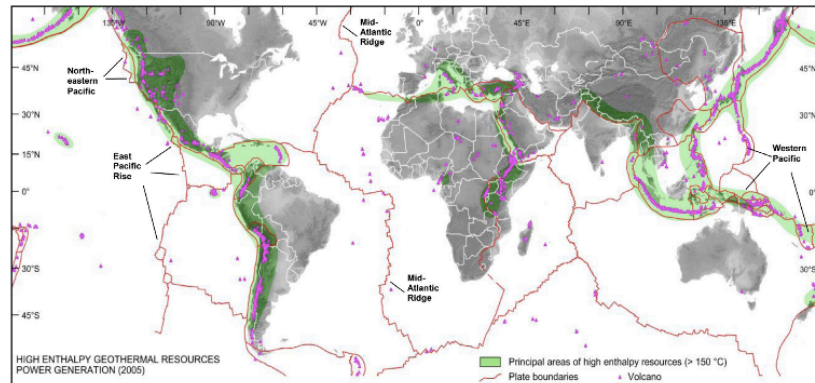 135°W 90°W 45°W 0° 45°E 90°E 135°E
Mid-
Atlantic
Ridge
45°N
North-
eastern
Pacific
45°N
30°N
30°N
15°N
East
Pacific
Rise
15°N
Western
Pacific
0°
0°
30°S
Mid-
Atlantic
Ridge
30°S
45°S
45°S
HIGH ENTHALPY GEOTHERMAL RESOURCES
POWER GENERATION (2005)
Principal areas of high enthalpy resources (> 150 °C)
Plate boundaries
Volcano